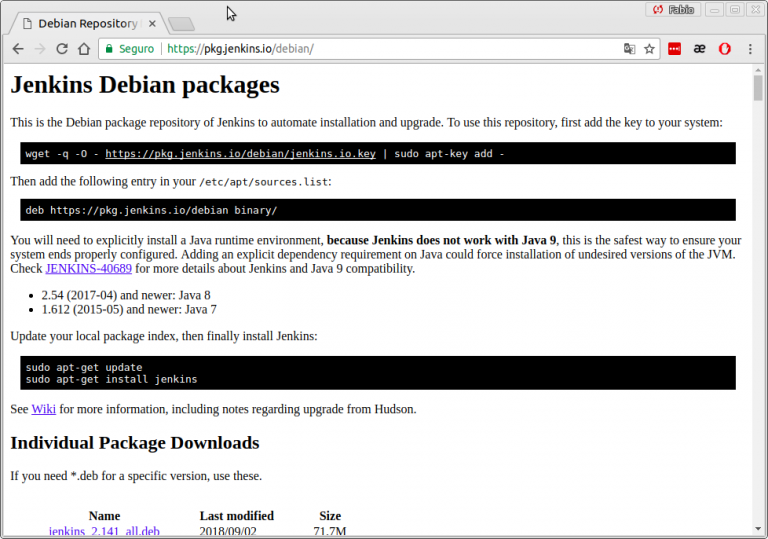 Fabio
Debian Repository
Seguro
https://pkg.jenkins.io/debian/
Jenkins Debian packages
This is the Debian package repository of Jenkins to automate installation and upgrade. To use this repository, first add the key to your system:
wget -q -O - https://pkg.jenkins.io/debian/jenkins.io.key | sudo apt-key add -
Then add the following entry in your /etc/apt/sources.list:
deb https://pkg.jenkins.io/debian binary/
You will need to explicitly install a Java runtime environment, because Jenkins does not work with Java 9, this is the safest way to ensure your
system ends properly configured. Adding an explicit dependency requirement on Java could force installation of undesired versions of the JVM.
Check JENKINS-40689 for more details about Jenkins and Java 9 compatibility.
• 2.54 (2017-04) and newer: Java 8
• 1.612 (2015-05) and newer: Java 7
Update your local package index, then finally install Jenkins:
sudo apt-get update
sudo apt-get install jenkins
See Wiki for more information, including notes regarding upgrade from Hudson.
Individual Package Downloads
If you need *.deb for a specific version, use these.
Name Last modified Size
jenkins_2.141_all.deb 2018/09/02 71.7M